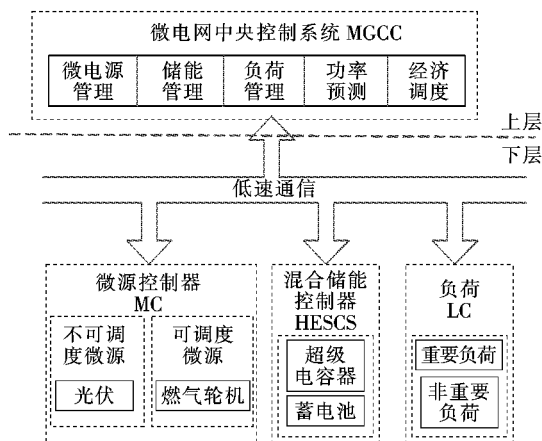 微电网中央控制系统 MGCC
微电源
管理
储能
管理
负荷
管理
功率
预测
经济
调度
上层
下层
低速通信
微源控制器
MC
不可调
度微源
光伏
可调度
微源
燃气轮机
混合储能
控制器
HESCS
超级
电容器
蓄电池
负荷
LC
重要负荷
非重要
负荷